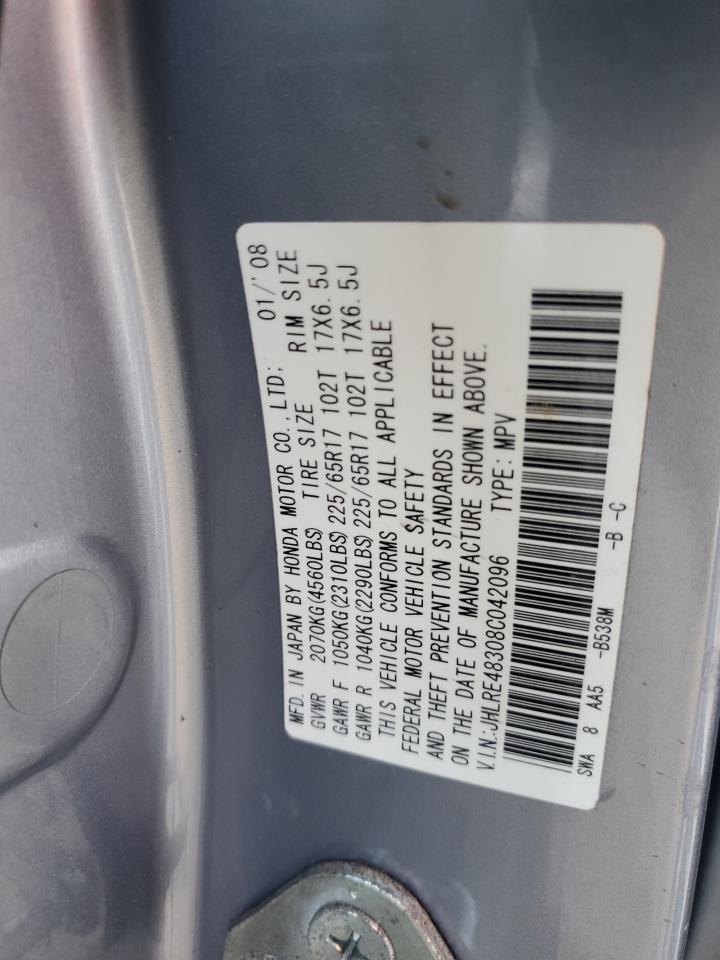 MFD. IN JAPAN BY HONDA MOTOR CO., LTD; 01/'08
GVWR 2070KG(4560LBS) TIRE SIZE RIM SIZE
GAWR F 1050KG(2310LBS) 225/65R17 102T 17X6.5J
GAWR R 1040KG(2290LBS) 225/65R17 102T 17X6.5J
THIS VEHICLE CONFORMS TO ALL APPLICABLE
FEDERAL MOTOR VEHICLE SAFETY
AND THEFT PREVENTION STANDARDS IN EFFECT
ON THE DATE OF MANUFACTURE SHOWN ABOVE.
V.I.N.:JHLRE48308C042096 TYPE: MPV
SWA 8 AA5 -B538M -B -C